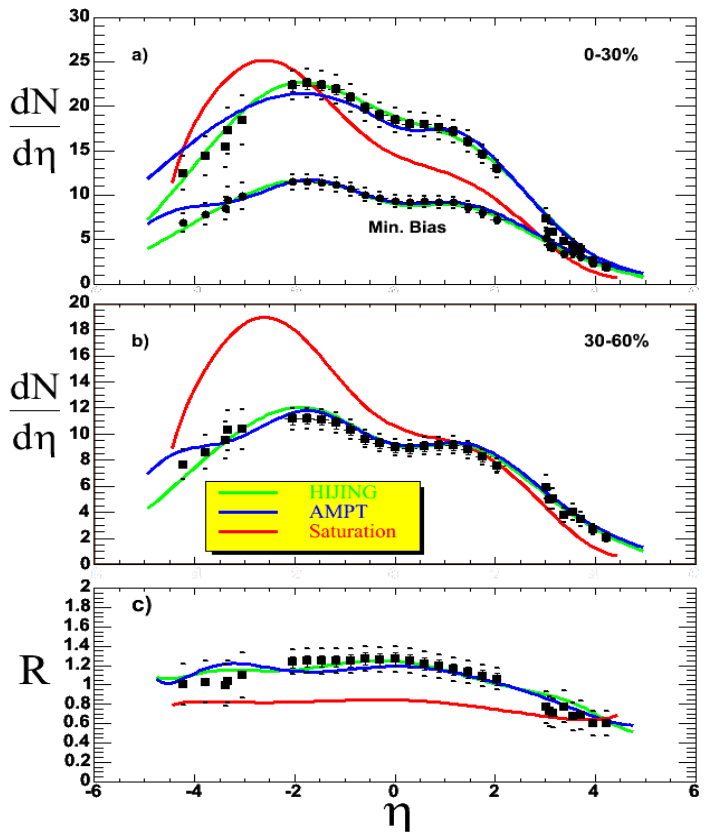 30
25
20
15
10
5
0
dN
dη
a)
0-30%
Min. Bias
20
18
16
14
12
10
8
6
4
2
0
dN
dη
b)
30-60%
HIJING
AMPT
Saturation
2
1.8
1.6
1.4
1.2
1
0.8
0.6
0.4
0.2
0
R
c)
-6
-4
-2
0
2
4
6
η